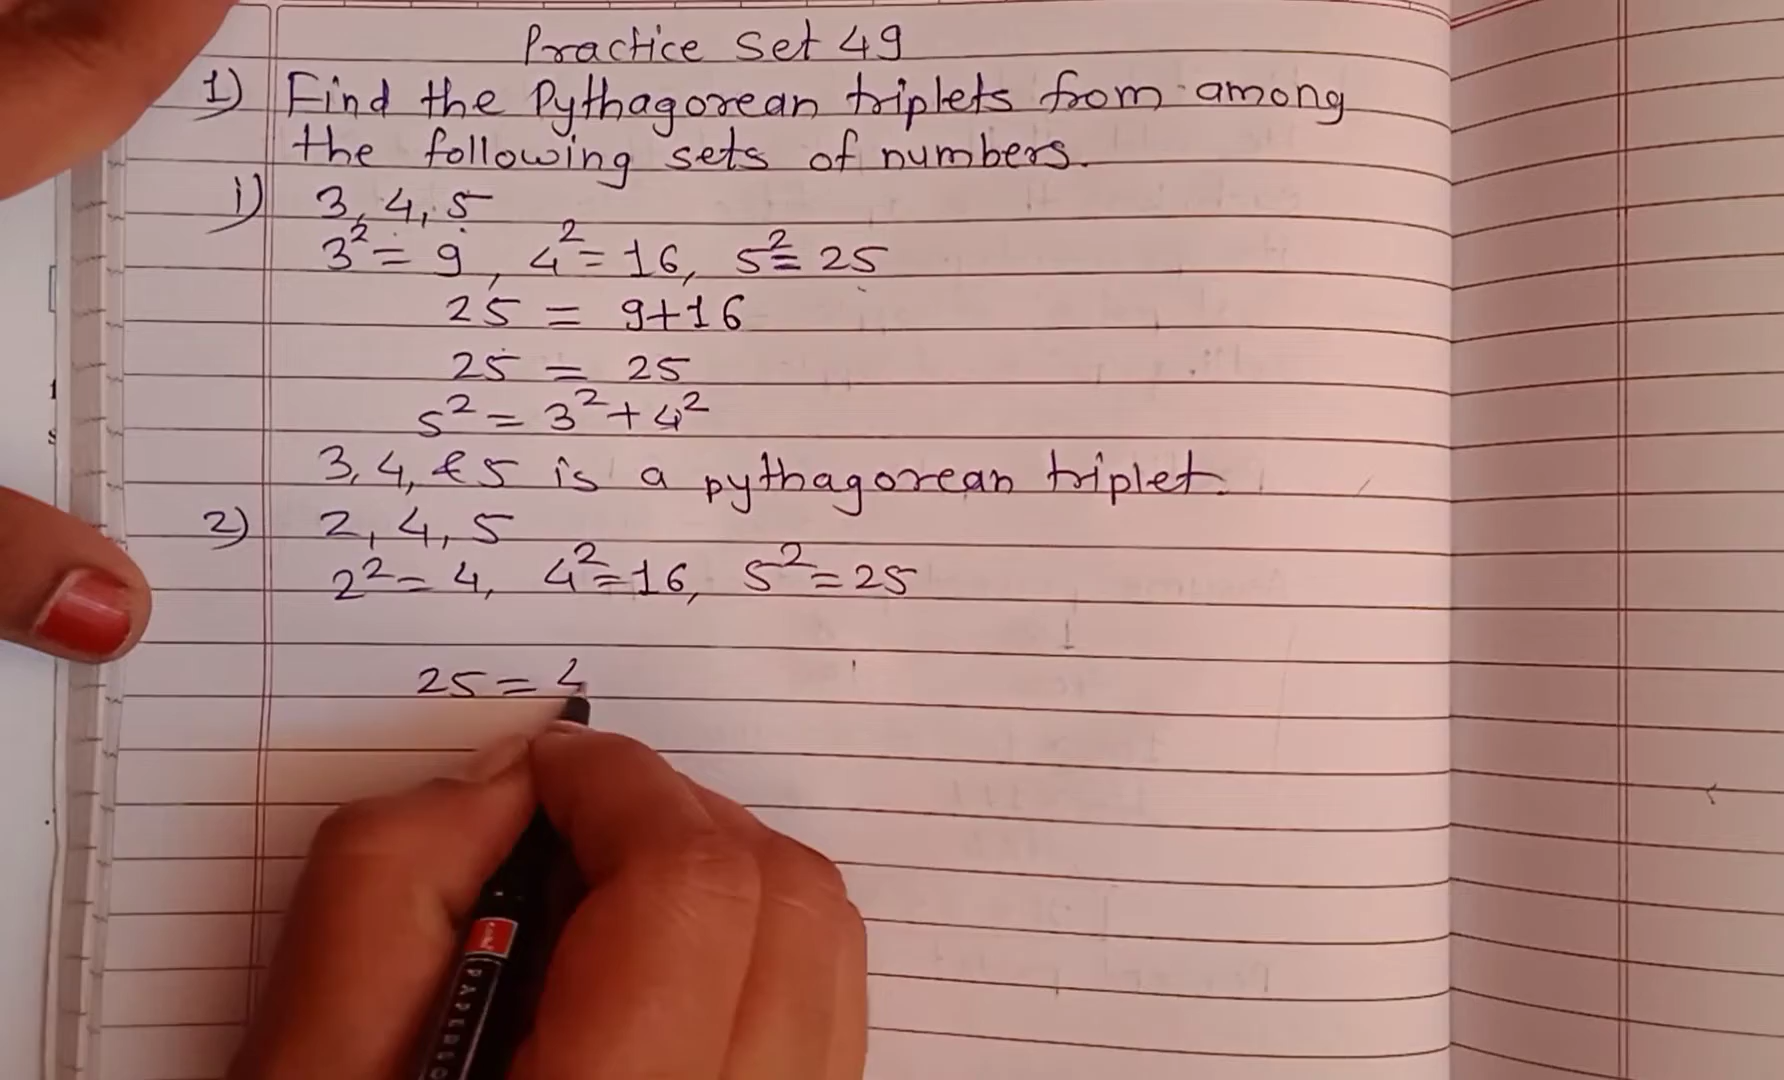 Practice Set 49
1) Find the Pythagorean triplets from among
the following sets of numbers.
i) 3, 4, 5
3² = 9, 4² = 16, 5² = 25
25 = 9+16
25 = 25
5² = 3² + 4²
3, 4, & 5 is a pythagorean triplet.
2) 2, 4, 5
2² = 4, 4² = 16, 5² = 25
25 = 4